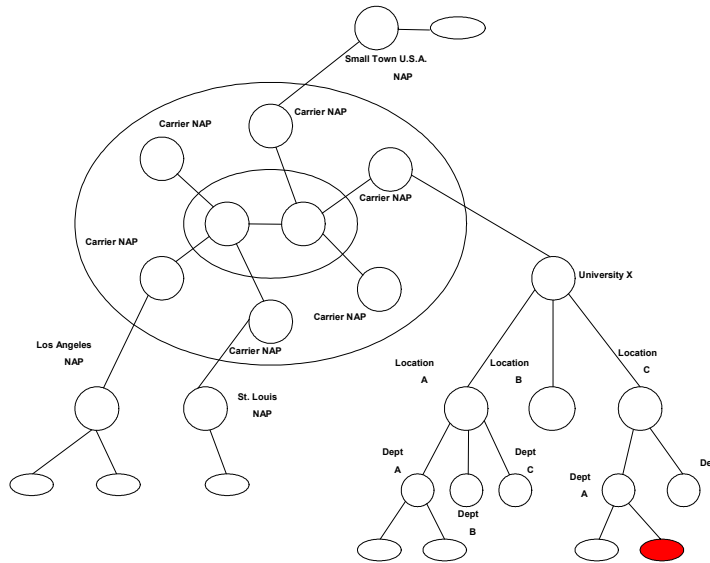 Small Town U.S.A.
NAP
Carrier NAP
Carrier NAP
Carrier NAP
Carrier NAP
University X
Carrier NAP
Los Angeles
NAP
Carrier NAP
Location
A
Location
B
Location
C
St. Louis
NAP
Dept
A
Dept
C
Dept
B
Dept
A
De